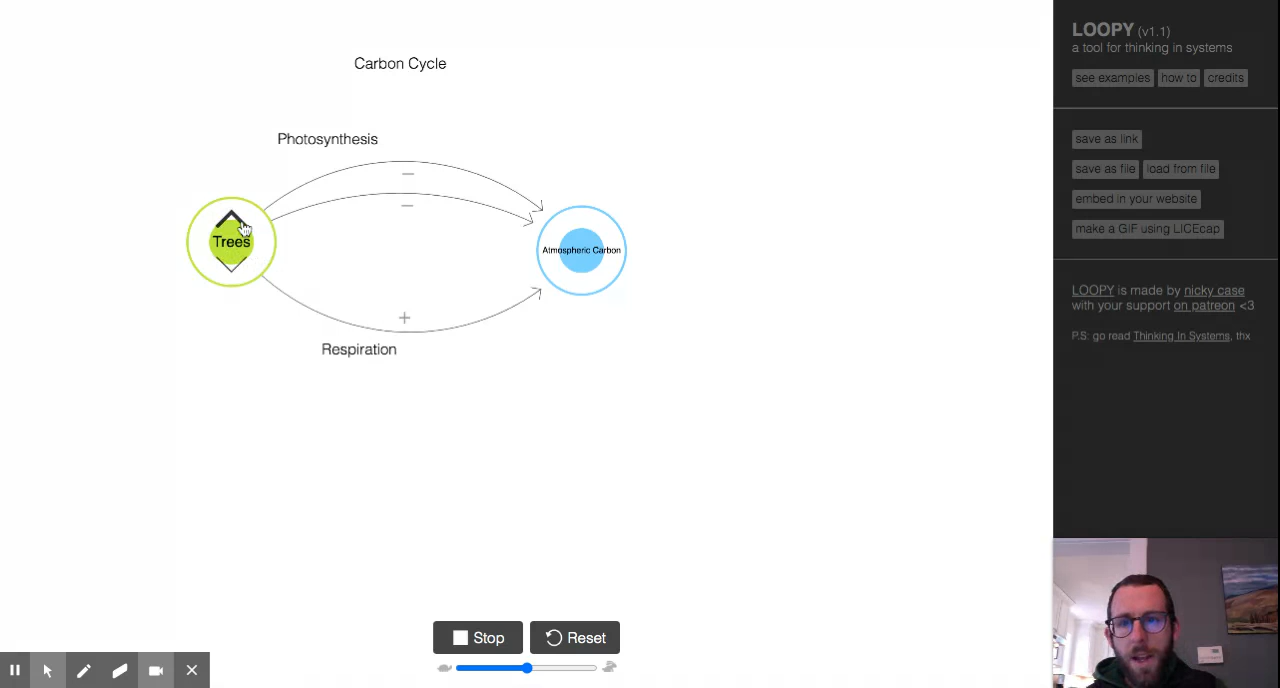 Carbon Cycle
Photosynthesis
−
−
Trees
Atmospheric Carbon
+
Respiration
Stop
Reset
LOOPY (v1.1)
a tool for thinking in systems
see examples
how to
credits
save as link
save as file
load from file
embed in your website
make a GIF using LICEcap
LOOPY is made by nicky case
with your support on patreon <3
P.S: go read Thinking In Systems, thx